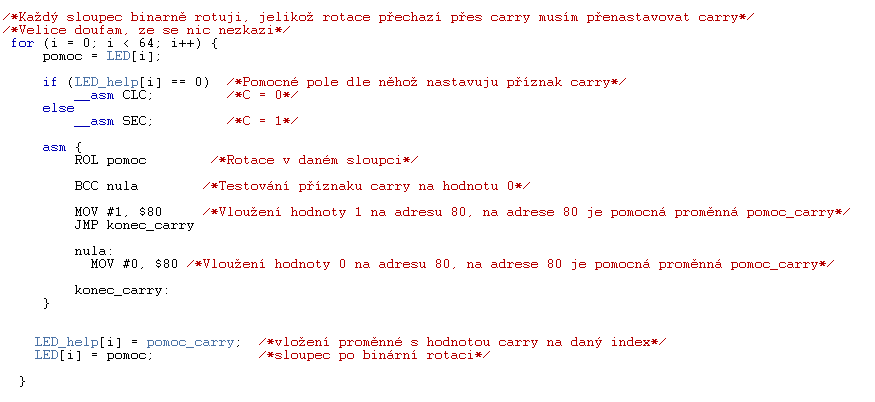 /*Každý sloupec binarně rotuji, jelikož rotace přechazí přes carry musím přenastavovat carry*/
/*Velice doufam, ze se nic nezkazi*/
for (i = 0; i < 64; i++) {
pomoc = LED[i];
if (LED_help[i] == 0) /*Pomocné pole dle něhož nastavuju příznak carry*/
__asm CLC; /*C = 0*/
else
__asm SEC; /*C = 1*/
asm {
ROL pomoc /*Rotace v daném sloupci*/
BCC nula /*Testování příznaku carry na hodnotu 0*/
MOV #1, $80 /*Vloužení hodnoty 1 na adresu 80, na adrese 80 je pomocná proměnná pomoc_carry*/
JMP konec_carry
nula:
MOV #0, $80 /*Vloužení hodnoty 0 na adresu 80, na adrese 80 je pomocná proměnná pomoc_carry*/
konec_carry:
}
LED_help[i] = pomoc_carry; /*vložení proměnné s hodnotou carry na daný index*/
LED[i] = pomoc; /*sloupec po binární rotaci*/
}